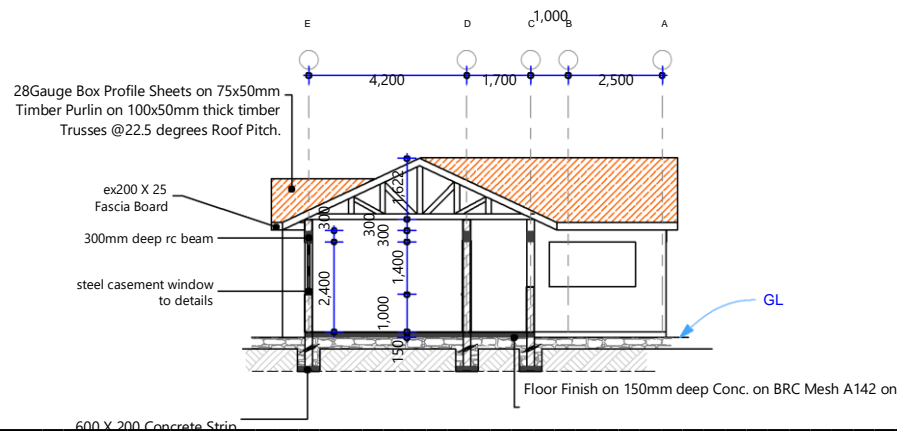 1,000
E
D
C
B
A
4,200
1,700
2,500
28Gauge Box Profile Sheets on 75x50mm
Timber Purlin on 100x50mm thick timber
Trusses @22.5 degrees Roof Pitch.
1,622
ex200 X 25
Fascia Board
300
300
300
300mm deep rc beam
1,400
steel casement window
to details
2,400
1,000
GL
150
Floor Finish on 150mm deep Conc. on BRC Mesh A142 on
600 X 200 Concrete Strip